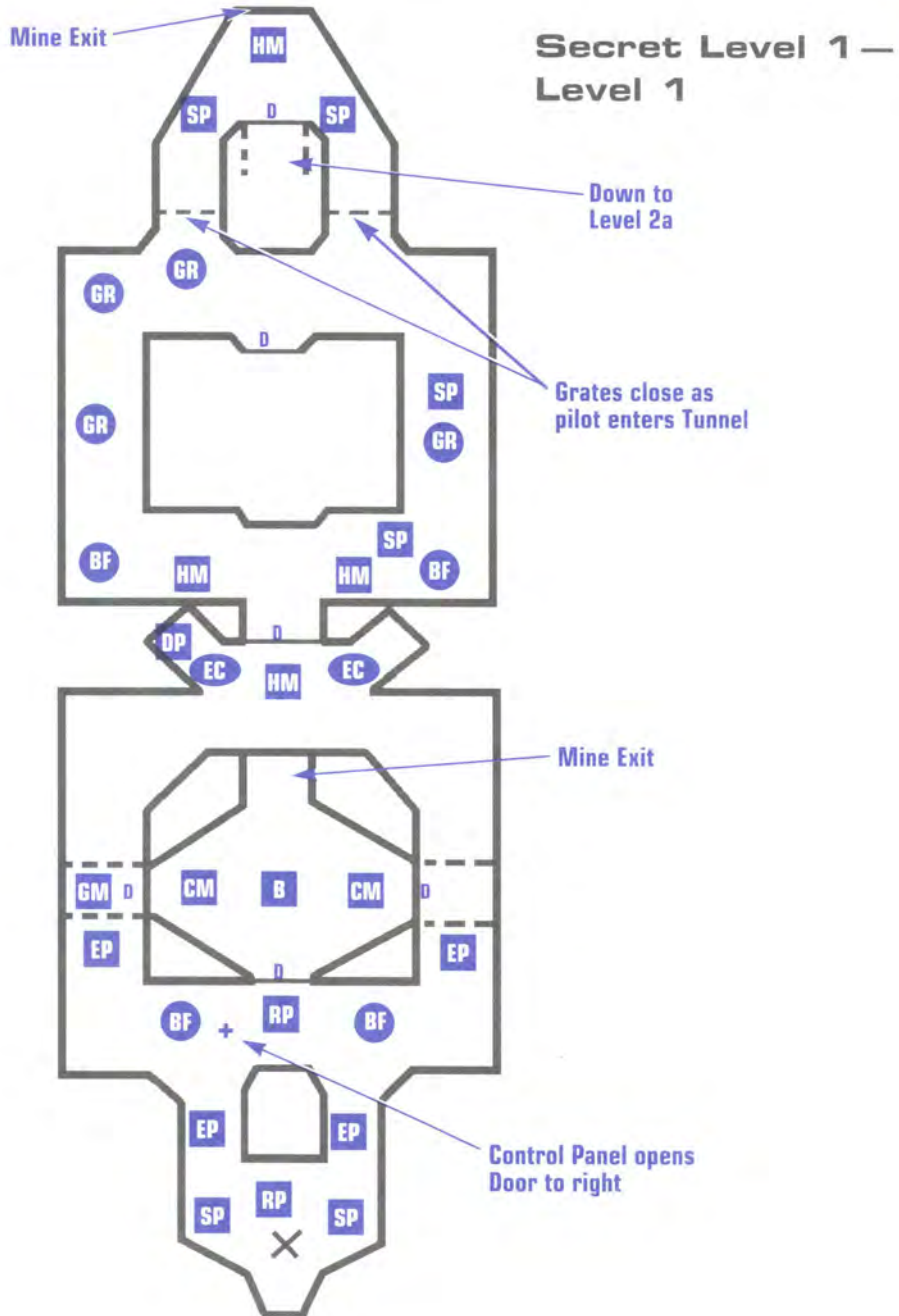 Secret Level 1—
Level 1
Mine Exit
HM
SP
D
SP
Down to
Level 2a
GR
GR
D
Grates close as
pilot enters Tunnel
SP
GR
GR
SP
BF
HM
HM
BF
DP
D
EC
HM
EC
Mine Exit
GM
D
CM
B
CM
D
EP
EP
D
BF
+
RP
BF
EP
EP
Control Panel opens
Door to right
SP
RP
SP
X